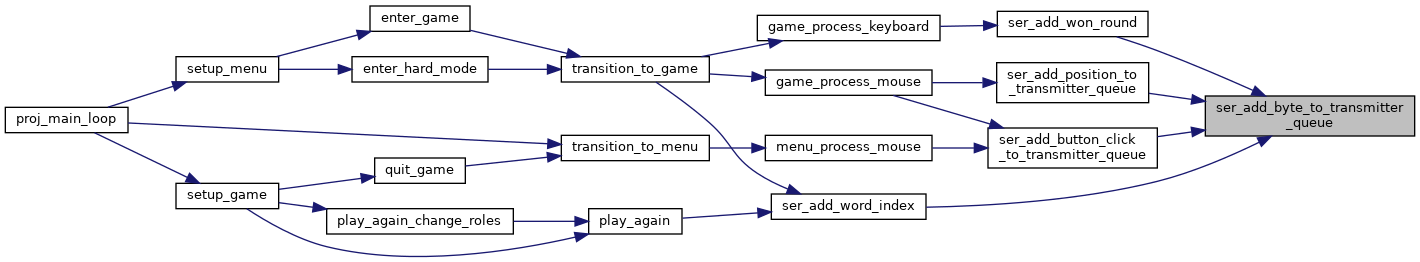 proj_main_loop
setup_menu
setup_game
enter_game
enter_hard_mode
quit_game
play_again_change_roles
transition_to_game
transition_to_menu
play_again
game_process_keyboard
game_process_mouse
menu_process_mouse
ser_add_word_index
ser_add_won_round
ser_add_position_to
_transmitter_queue
ser_add_button_click
_to_transmitter_queue
ser_add_byte_to_transmitter
_queue